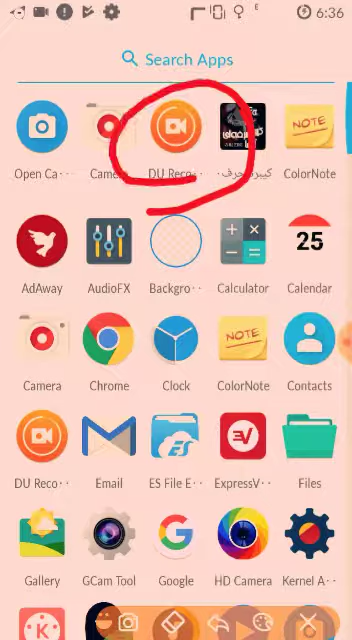 E
6:36
Search Apps
Open Ca··
Camera
DU Reco··
ColorNote
NOTE
AdAway
AudioFX
Backgro··
Calculator
25
Calendar
Camera
Chrome
Clock
NOTE
ColorNote
Contacts
DU Reco··
Email
ES
ES File E··
EV
ExpressV··
Files
Gallery
GCam Tool
G
Google
HD Camera
Kernel A··
K